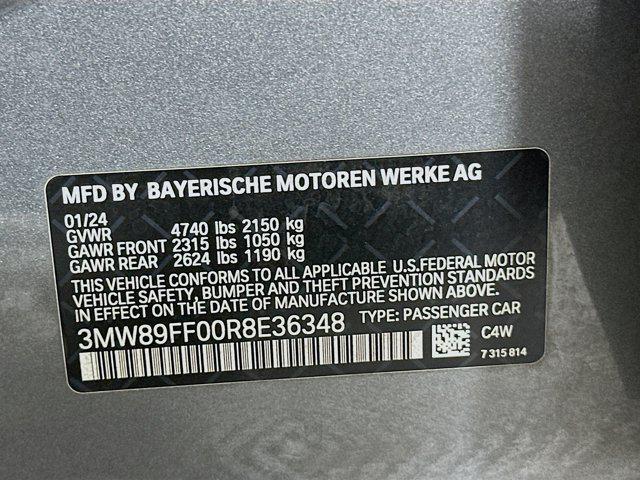 MFD BY BAYERISCHE MOTOREN WERKE AG
01/24
GVWR 4740 lbs 2150 kg
GAWR FRONT 2315 lbs 1050 kg
GAWR REAR 2624 lbs 1190 kg
THIS VEHICLE CONFORMS TO ALL APPLICABLE U.S.FEDERAL MOTOR
VEHICLE SAFETY, BUMPER AND THEFT PREVENTION STANDARDS
IN EFFECT ON THE DATE OF MANUFACTURE SHOWN ABOVE.
3MW89FF00R8E36348 TYPE: PASSENGER CAR
C4W
7 315 814